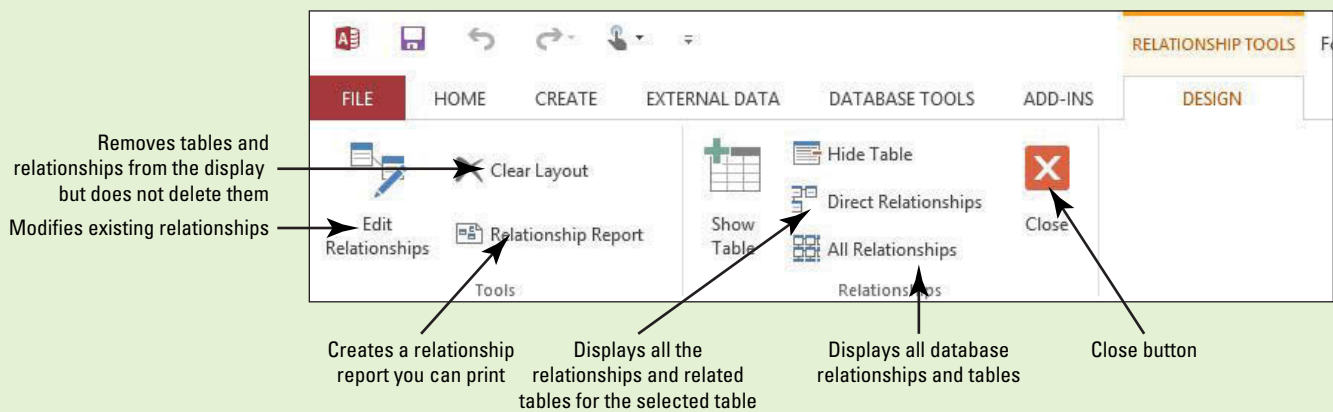 RELATIONSHIP TOOLS
FILE HOME CREATE EXTERNAL DATA DATABASE TOOLS ADD-INS DESIGN
Removes tables and
relationships from the display
but does not delete them
Modifies existing relationships
Edit
Relationships
Clear Layout
Relationship Report
Tools
Show
Table
Hide Table
Direct Relationships
All Relationships
Relationships
Close
Creates a relationship
report you can print
Displays all the
relationships and related
tables for the selected table
Displays all database
relationships and tables
Close button